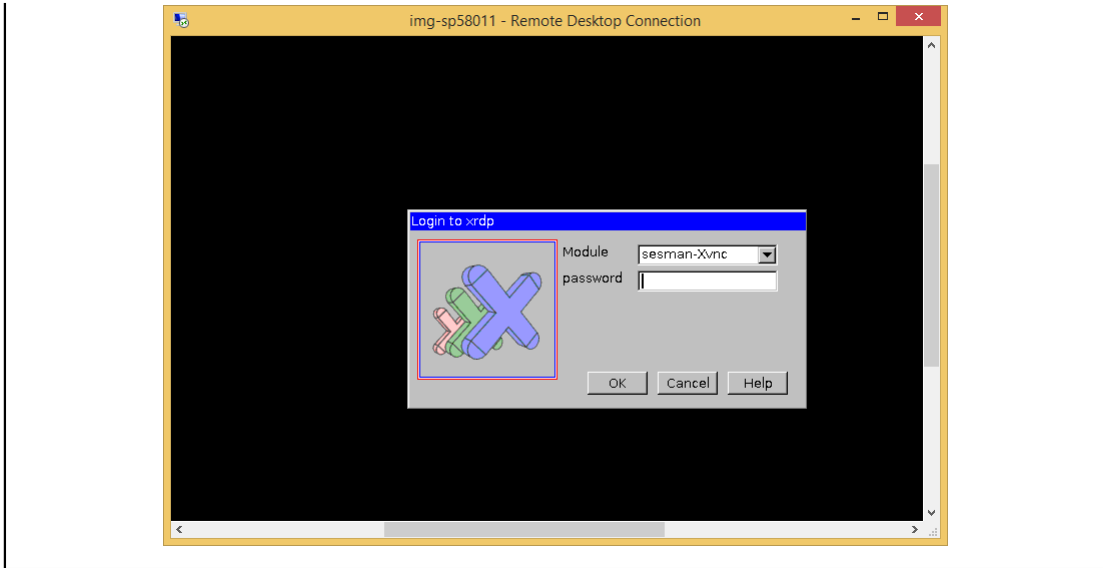 img-sp58011 - Remote Desktop Connection
Login to xrdp
Module sesman-Xvnc
password
OK Cancel Help